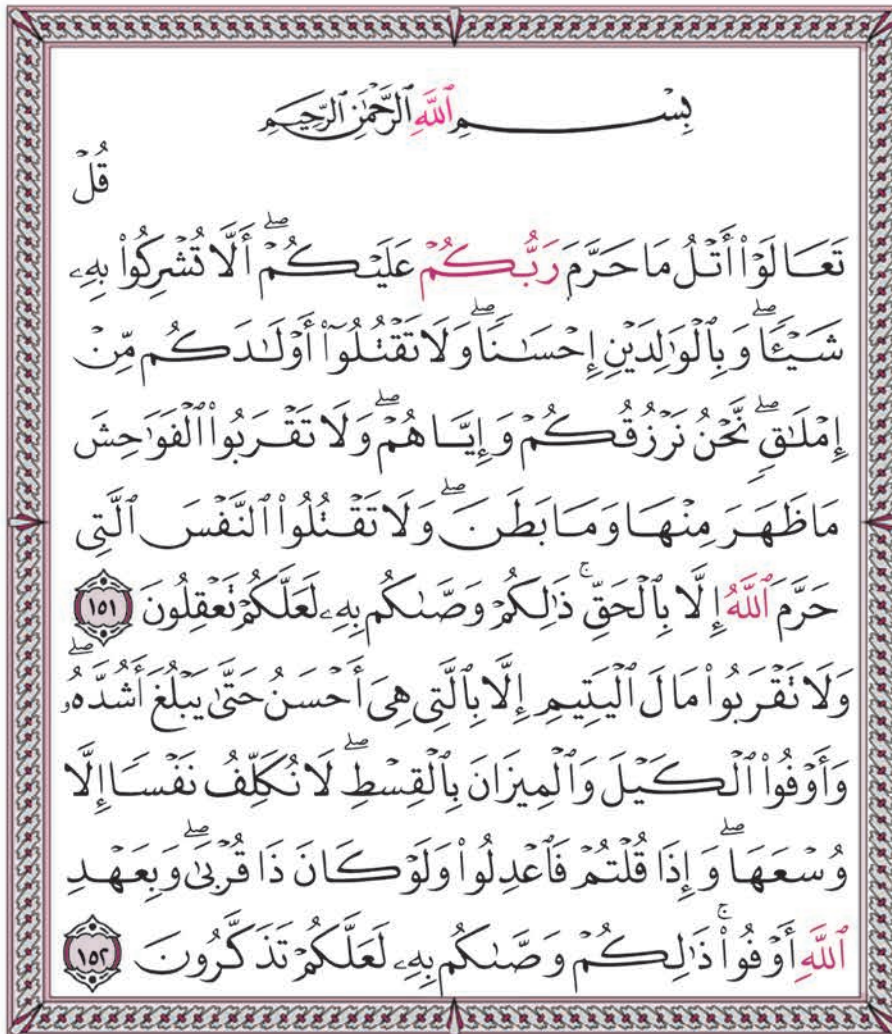 بِسْمِ ٱللَّهِ ٱلرَّحْمَٰنِ ٱلرَّحِيمِ
قُلْ
تَعَالَوْا۟ أَتْلُ مَا حَرَّمَ رَبُّكُمْ عَلَيْكُمْ ۖ أَلَّا تُشْرِكُوا۟ بِهِۦ
شَيْـًٔا ۖ وَبِٱلْوَٰلِدَيْنِ إِحْسَـٰنًا ۖ وَلَا تَقْتُلُوٓا۟ أَوْلَـٰدَكُم مِّنْ
إِمْلَـٰقٍ ۖ نَّحْنُ نَرْزُقُكُمْ وَإِيَّاهُمْ ۖ وَلَا تَقْرَبُوا۟ ٱلْفَوَٰحِشَ
مَا ظَهَرَ مِنْهَا وَمَا بَطَنَ ۖ وَلَا تَقْتُلُوا۟ ٱلنَّفْسَ ٱلَّتِى
حَرَّمَ ٱللَّهُ إِلَّا بِٱلْحَقِّ ۚ ذَٰلِكُمْ وَصَّىٰكُم بِهِۦ لَعَلَّكُمْ تَعْقِلُونَ ١٥١
وَلَا تَقْرَبُوا۟ مَالَ ٱلْيَتِيمِ إِلَّا بِٱلَّتِى هِىَ أَحْسَنُ حَتَّىٰ يَبْلُغَ أَشُدَّهُۥ ۖ
وَأَوْفُوا۟ ٱلْكَيْلَ وَٱلْمِيزَانَ بِٱلْقِسْطِ ۖ لَا نُكَلِّفُ نَفْسًا إِلَّا
وُسْعَهَا ۖ وَإِذَا قُلْتُمْ فَٱعْدِلُوا۟ وَلَوْ كَانَ ذَا قُرْبَىٰ ۖ وَبِعَهْدِ
ٱللَّهِ أَوْفُوا۟ ۚ ذَٰلِكُمْ وَصَّىٰكُم بِهِۦ لَعَلَّكُمْ تَذَكَّرُونَ ١٥٢